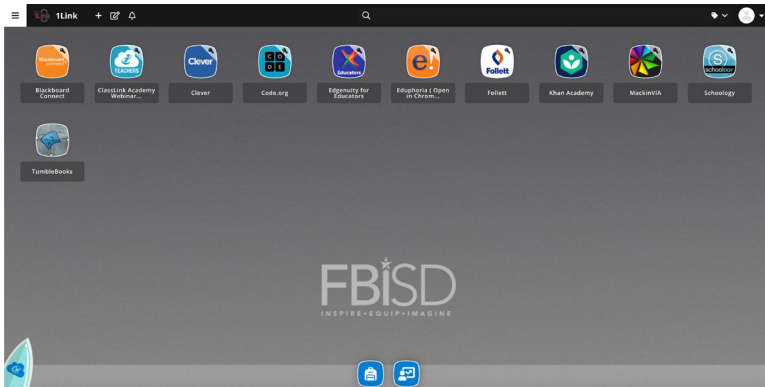 1Link
Blackboard
connect
TEACHERS
Clever
C O
D E
Educators
e!
Follett
S
schoology
Blackboard
Connect
ClassLink Academy
Webinar...
Clever
Code.org
Edgenuity for
Educators
Eduphoria ( Open
in Chrom...
Follett
Khan Academy
MackinVIA
Schoology
TumbleBooks
FBISD
INSPIRE•EQUIP•IMAGINE